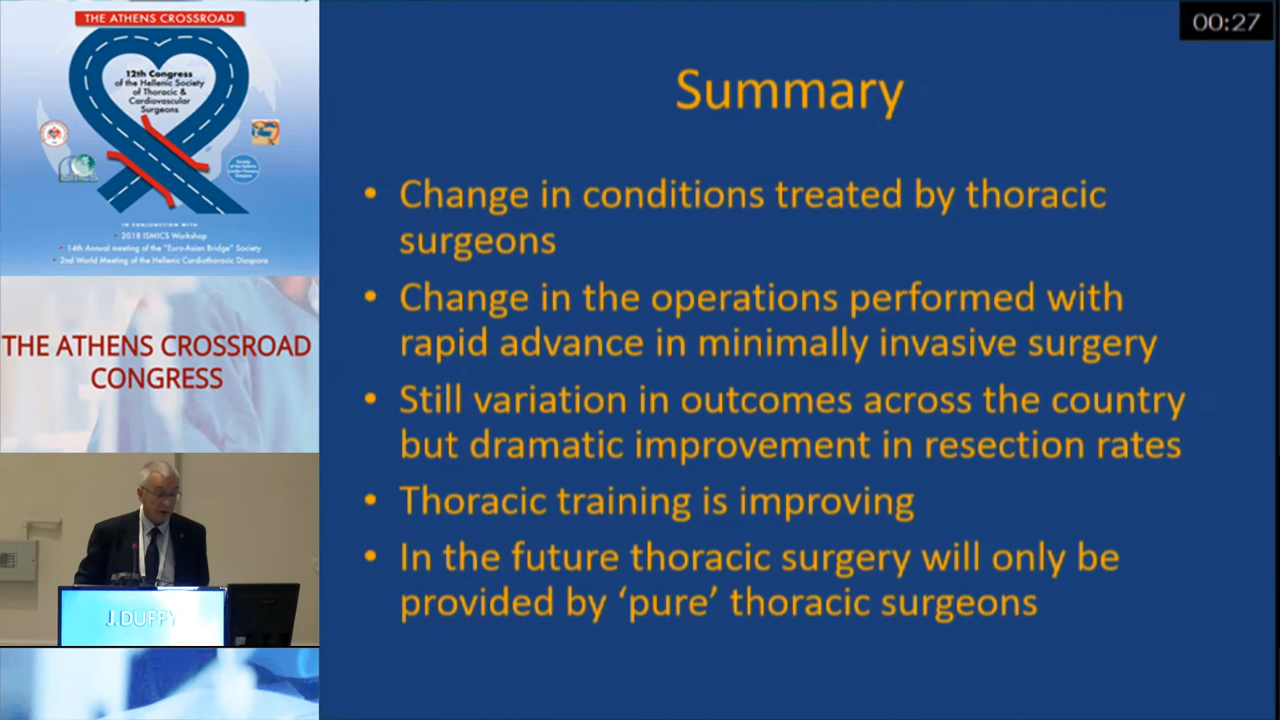 THE ATHENS CROSSROAD
12th Congress
of the Hellenic Society
of Thoracic &
Cardiovascular
Surgeons
IN CONJUNCTION WITH
• 2018 ISMICS Workshop
• 14th Annual meeting of the "Euro-Asian Bridge" Society
• 2nd World Meeting of the Hellenic Cardiothoracic Diaspora
THE ATHENS CROSSROAD
CONGRESS
J.DUFFY
00:27
Summary
• Change in conditions treated by thoracic
surgeons
• Change in the operations performed with
rapid advance in minimally invasive surgery
• Still variation in outcomes across the country
but dramatic improvement in resection rates
• Thoracic training is improving
• In the future thoracic surgery will only be
provided by ‘pure’ thoracic surgeons